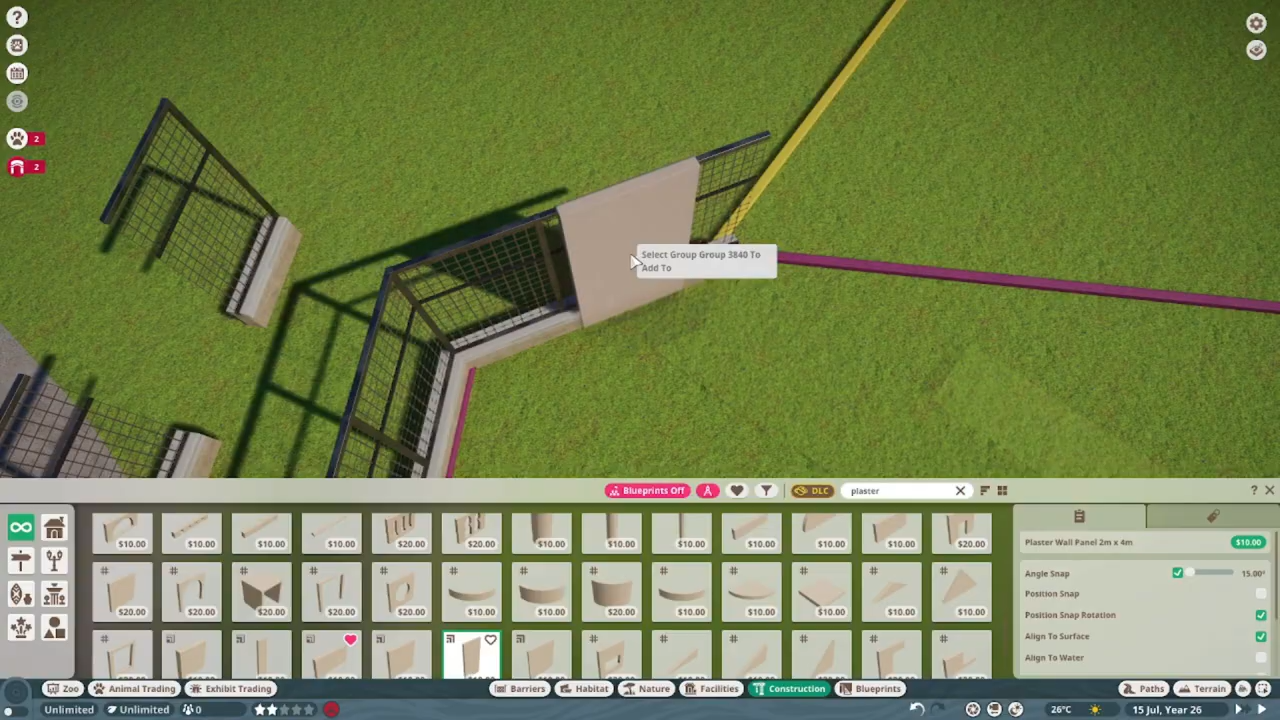 ?
2
2
Select Group Group 3840 To
Add To
Blueprints Off
DLC
plaster
?
$10.00 $10.00 $10.00 $10.00 $20.00 $20.00 $10.00 $10.00 $10.00 $10.00 $10.00 $10.00 $20.00
Plaster Wall Panel 2m x 4m
$10.00
Angle Snap
15.00°
Position Snap
$20.00 $20.00 $20.00 $20.00 $20.00 $10.00 $10.00 $20.00 $10.00 $10.00 $10.00 $10.00 $10.00
Position Snap Rotation
Align To Surface
Align To Water
Zoo
Animal Trading
Exhibit Trading
Barriers
Habitat
Nature
Facilities
Construction
Blueprints
Paths
Terrain
Unlimited
Unlimited
0
26°C
15 Jul, Year 26